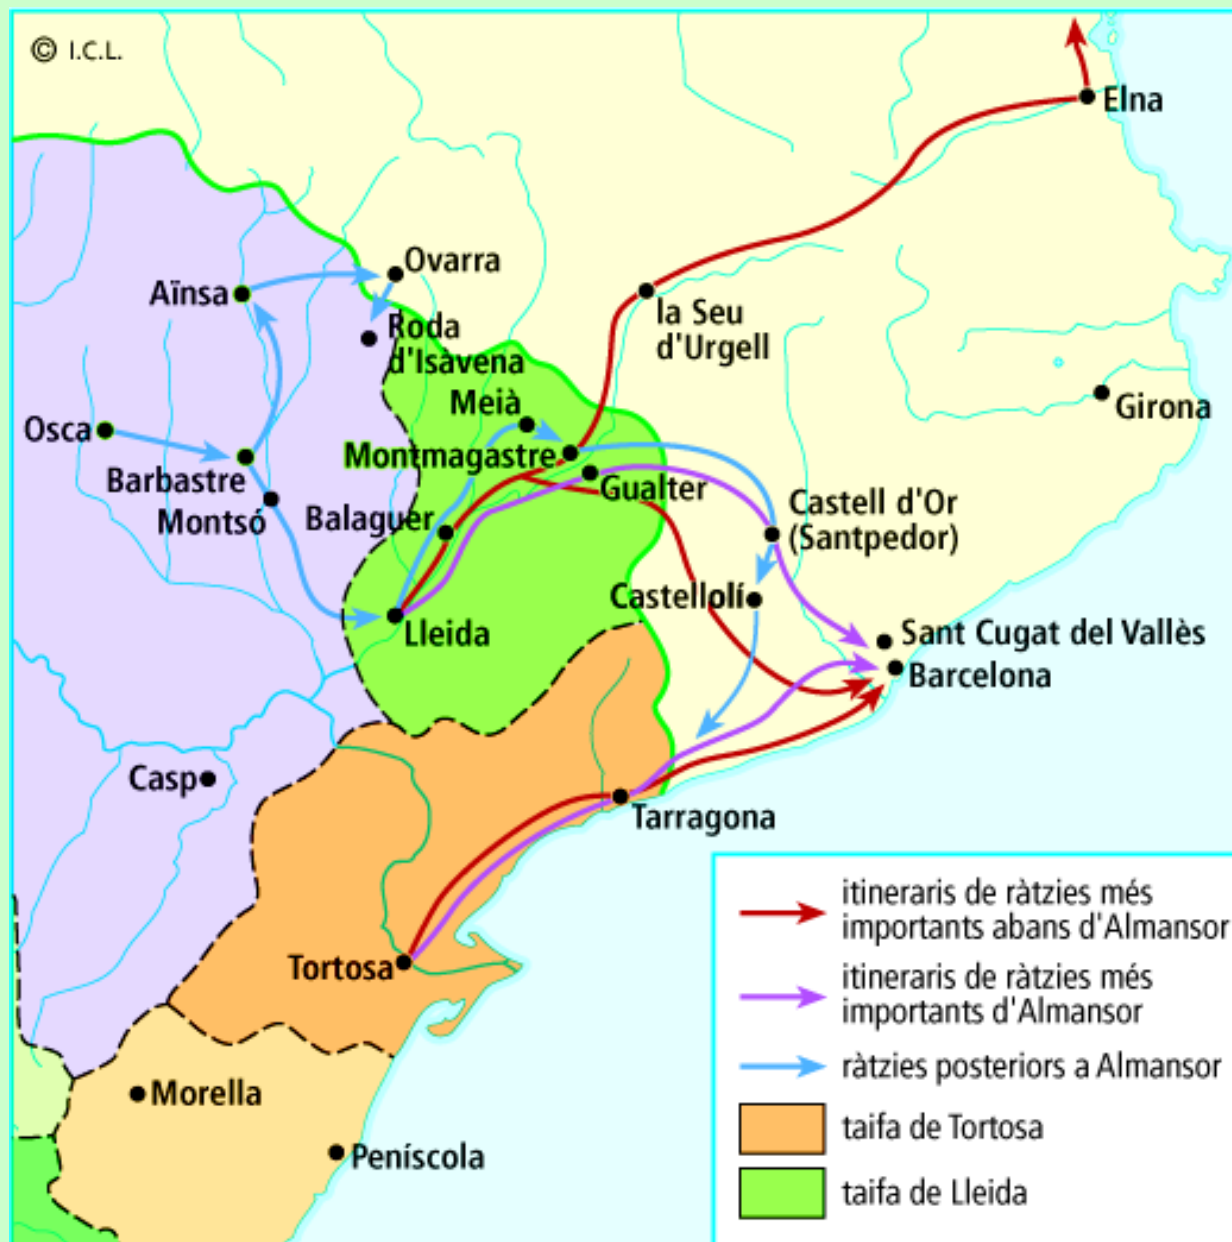 © I.C.L.
Elna
Ovarra
Aïnsa
la Seu
d'Urgell
Roda
d'Isàvena
Meià
Girona
Osca
Montmagastre
Barbastre
Gualter
Montsó
Balaguer
Castell d'Or
(Santpedor)
Castellolí
Lleida
Sant Cugat del Vallès
Barcelona
Casp
Tarragona
Tortosa
Morella
Peníscola
itineraris de ràtzies més
importants abans d'Almansor
itineraris de ràtzies més
importants d'Almansor
ràtzies posteriors a Almansor
taifa de Tortosa
taifa de Lleida